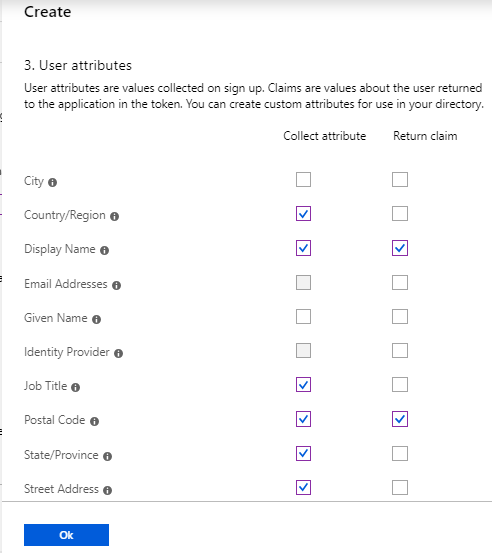 Create
3. User attributes
User attributes are values collected on sign up. Claims are values about the user returned
to the application in the token. You can create custom attributes for use in your directory.
Collect attribute Return claim
City
Country/Region
Display Name
Email Addresses
Given Name
Identity Provider
Job Title
Postal Code
State/Province
Street Address
Ok